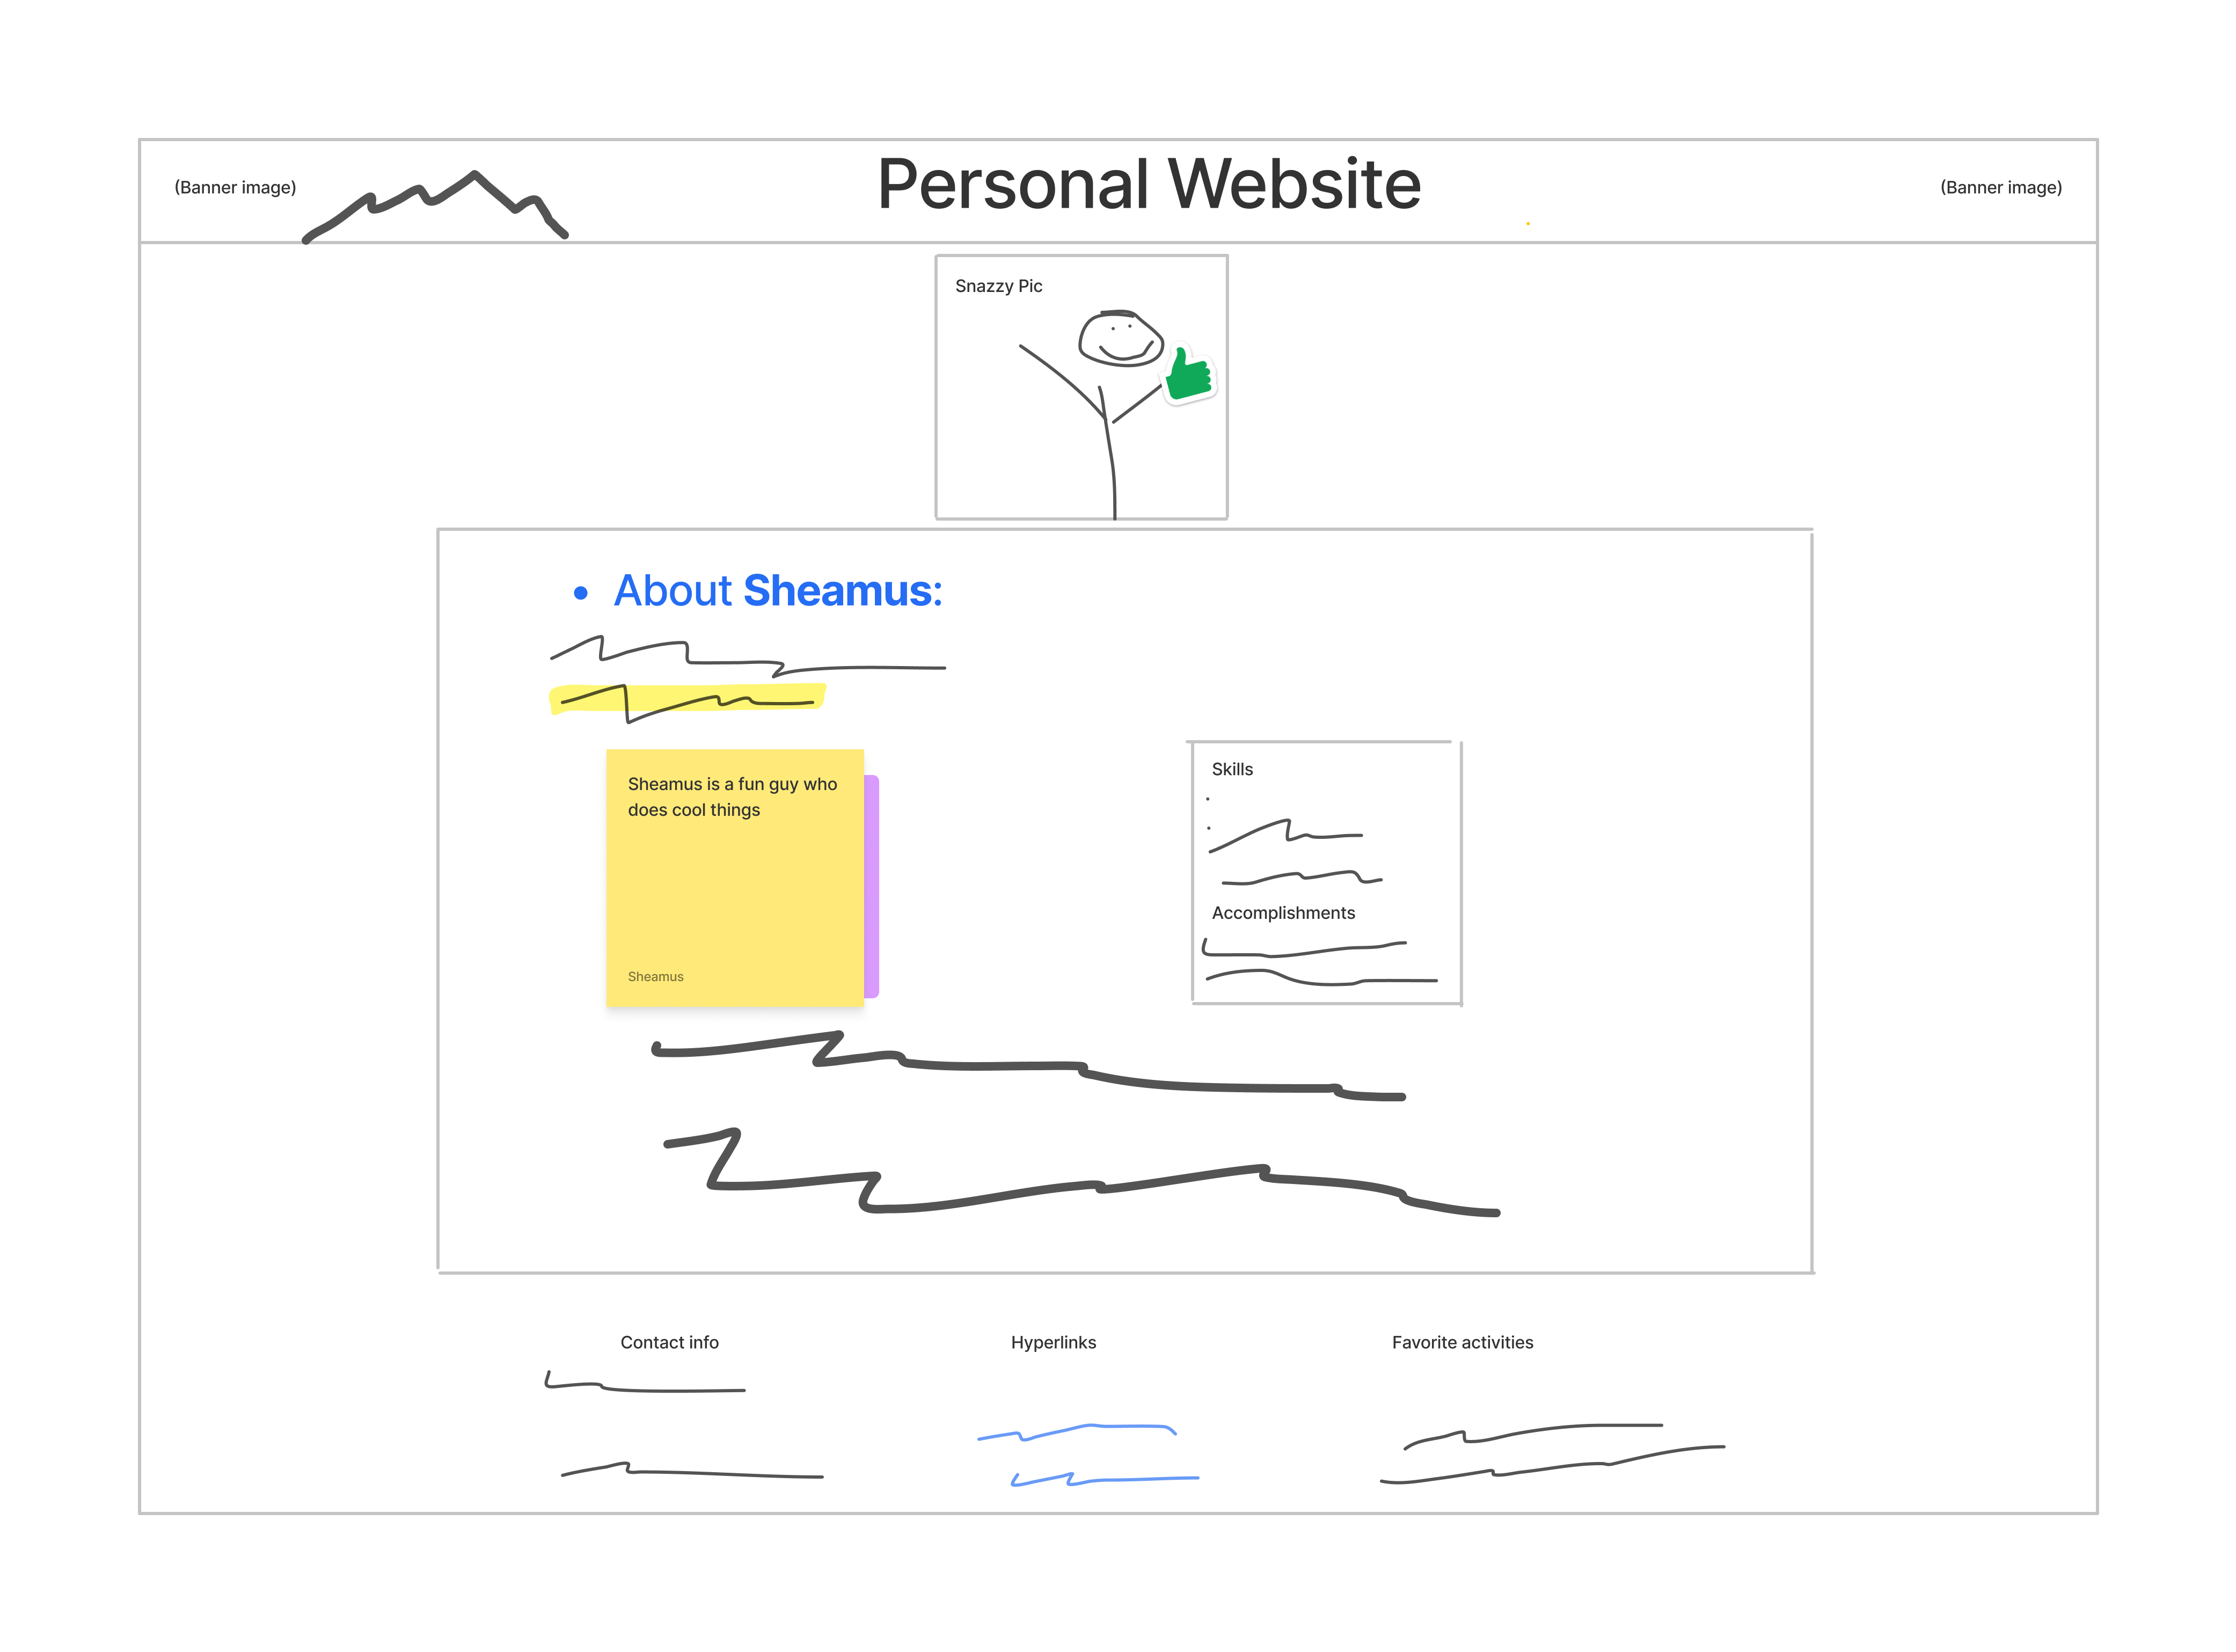 (Banner image)
Personal Website
(Banner image)
Snazzy Pic
• About Sheamus:
Sheamus is a fun guy who
does cool things
Sheamus
Skills
Accomplishments
Contact info
Hyperlinks
Favorite activities